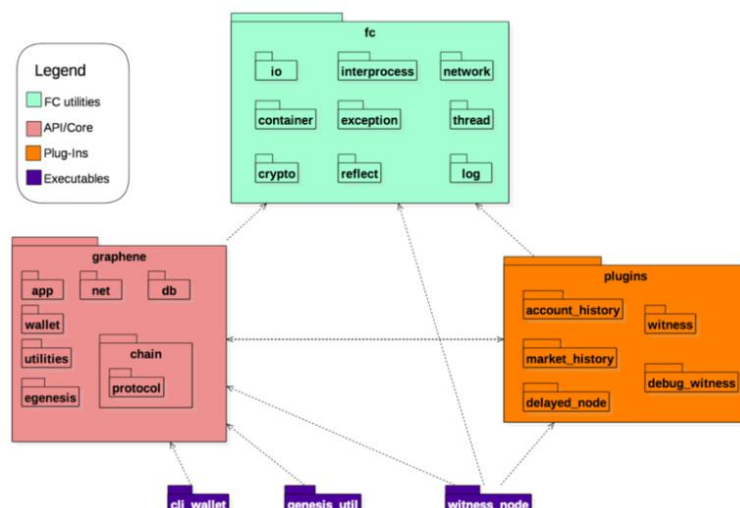 fc
Legend
io
interprocess
network
FC utilities
API/Core
container
exception
thread
Plug-Ins
Executables
crypto
reflect
log
graphene
app
net
db
wallet
utilities
chain
egenesis
protocol
plugins
account_history
witness
market_history
debug_witness
delayed_node
cli_wallet
genesis_util
witness_node